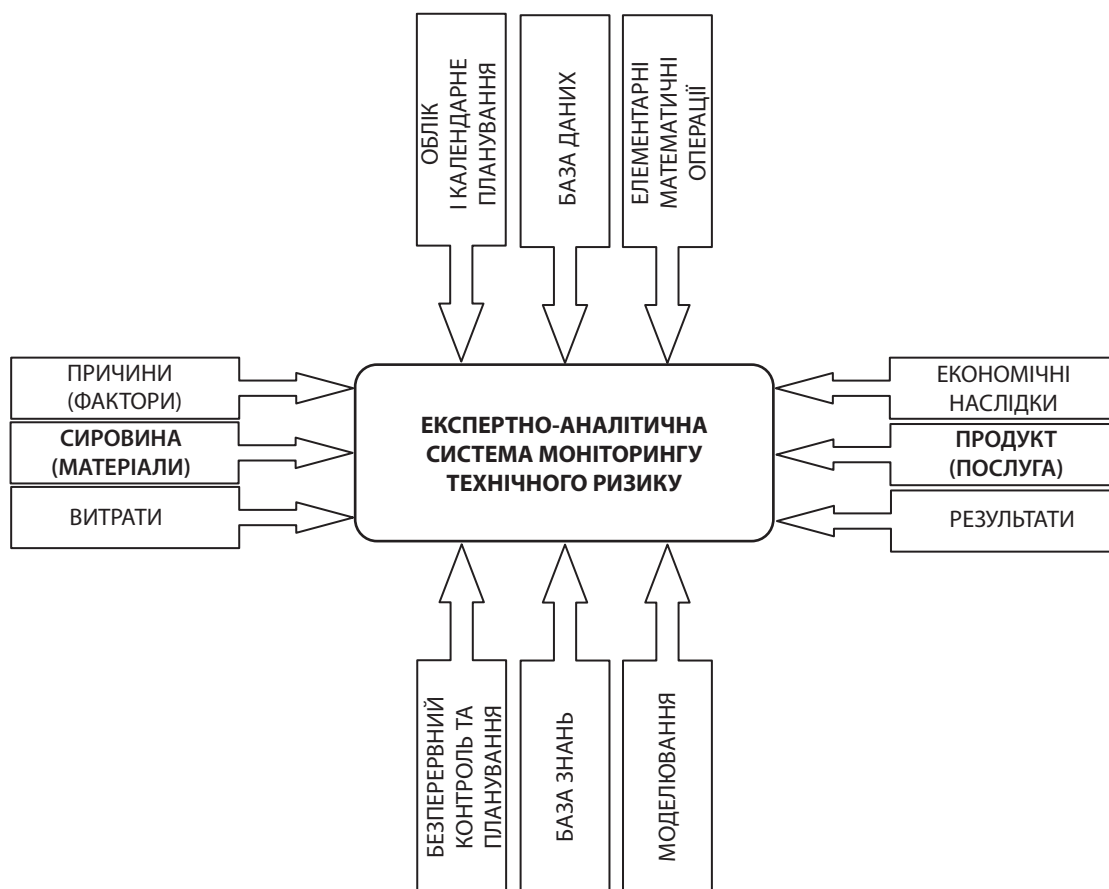 ОБЛІК
І КАЛЕНДАРНЕ
ПЛАНУВАННЯ
БАЗА ДАНИХ
ЕЛЕМЕНТАРНІ
МАТЕМАТИЧНІ
ОПЕРАЦІЇ
ПРИЧИНИ
(ФАКТОРИ)
СИРОВИНА
(МАТЕРІАЛИ)
ВИТРАТИ
ЕКСПЕРТНО-АНАЛІТИЧНА
СИСТЕМА МОНІТОРИНГУ
ТЕХНІЧНОГО РИЗИКУ
ЕКОНОМІЧНІ
НАСЛІДКИ
ПРОДУКТ
(ПОСЛУГА)
РЕЗУЛЬТАТИ
БЕЗПЕРЕРВНИЙ
КОНТРОЛЬ ТА
ПЛАНУВАННЯ
БАЗА ЗНАНЬ
МОДЕЛЮВАННЯ